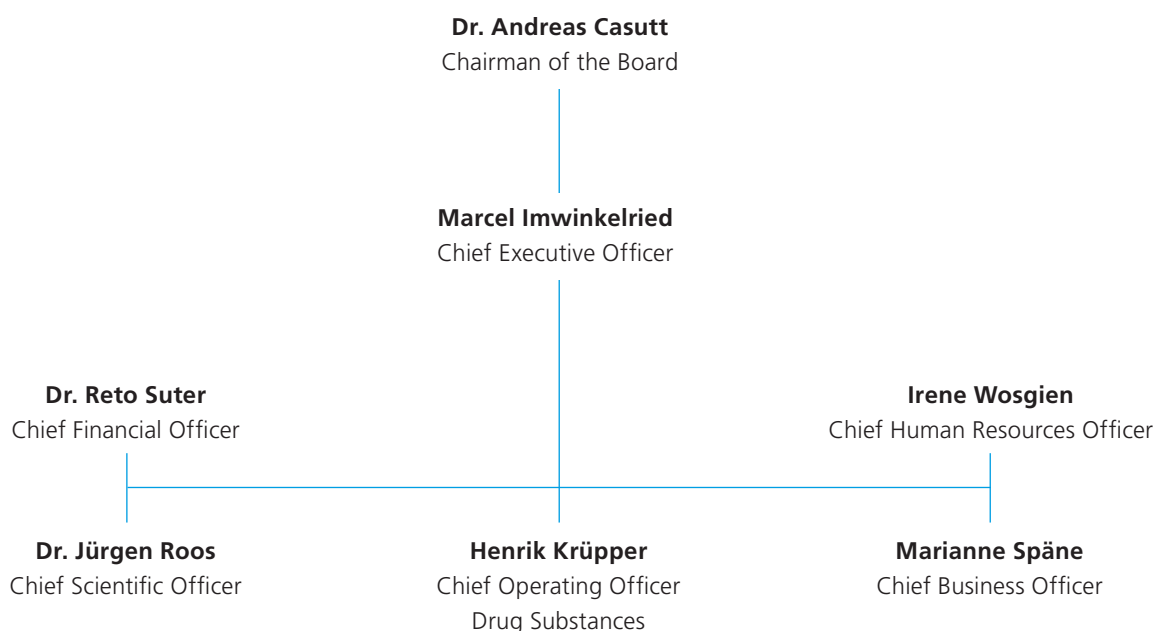 Dr. Andreas Casutt
Chairman of the Board
Marcel Imwinkelried
Chief Executive Officer
Dr. Reto Suter
Chief Financial Officer
Irene Wosgien
Chief Human Resources Officer
Dr. Jürgen Roos
Chief Scientific Officer
Henrik Krüpper
Chief Operating Officer
Drug Substances
Marianne Späne
Chief Business Officer